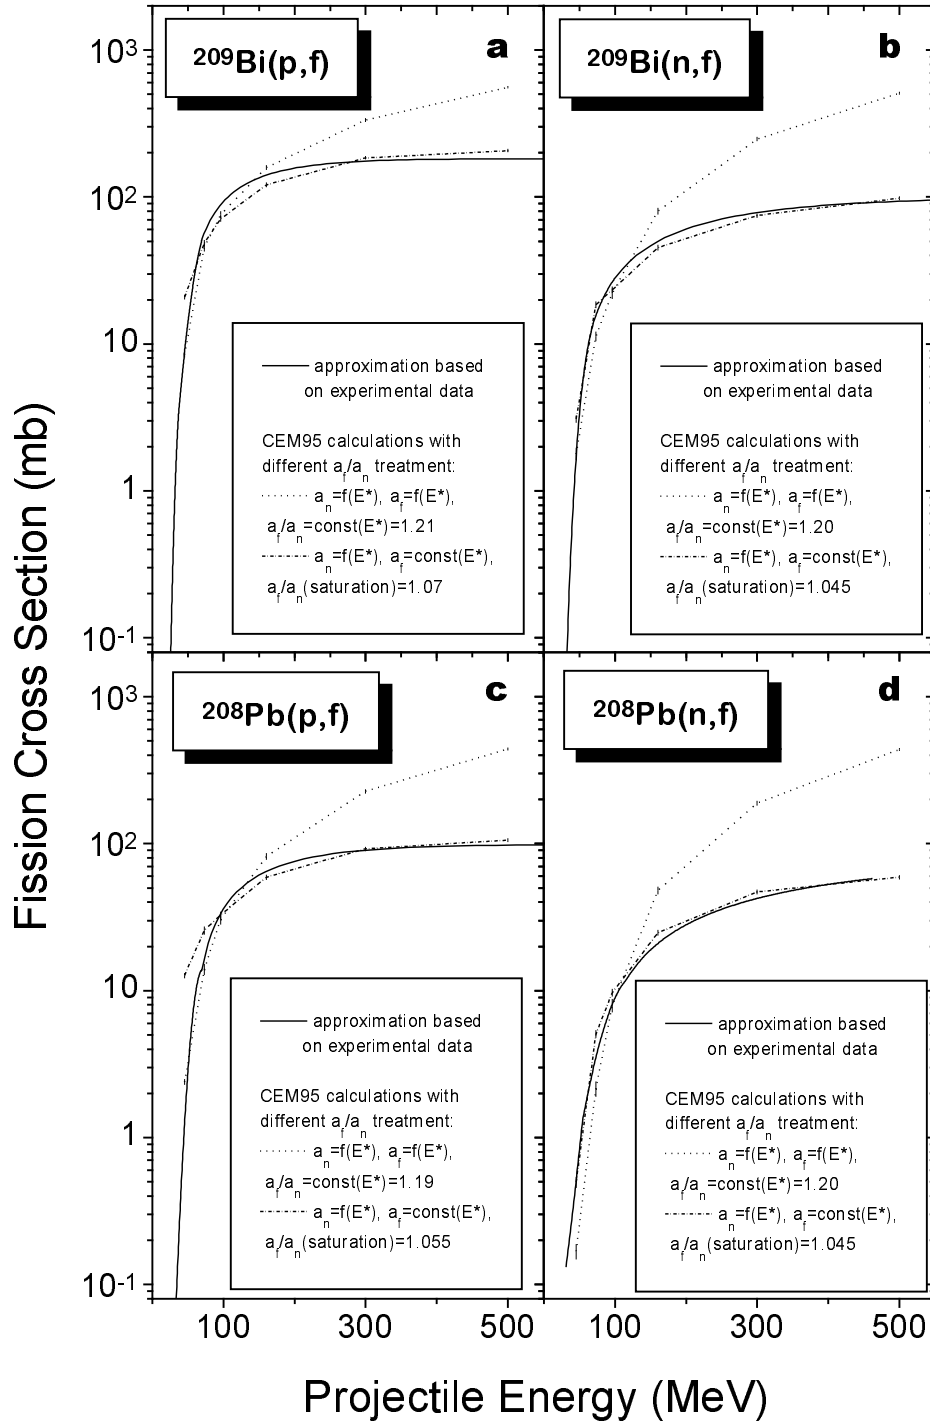 Fission Cross Section (mb)
²⁰⁹Bi(p,f)
a
10³
10²
10
1
10⁻¹
approximation based
on experimental data
CEM95 calculations with
different a_f/a_n treatment:
a_n=f(E*), a_f=f(E*),
a_f/a_n=const(E*)=1.21
a_n=f(E*), a_f=const(E*),
a_f/a_n(saturation)=1.07
²⁰⁹Bi(n,f)
b
approximation based
on experimental data
CEM95 calculations with
different a_f/a_n treatment:
a_n=f(E*), a_f=f(E*),
a_f/a_n=const(E*)=1.20
a_n=f(E*), a_f=const(E*),
a_f/a_n(saturation)=1.045
²⁰⁸Pb(p,f)
c
10³
10²
10
1
10⁻¹
approximation based
on experimental data
CEM95 calculations with
different a_f/a_n treatment:
a_n=f(E*), a_f=f(E*),
a_f/a_n=const(E*)=1.19
a_n=f(E*), a_f=const(E*),
a_f/a_n(saturation)=1.055
²⁰⁸Pb(n,f)
d
approximation based
on experimental data
CEM95 calculations with
different a_f/a_n treatment:
a_n=f(E*), a_f=f(E*),
a_f/a_n=const(E*)=1.20
a_n=f(E*), a_f=const(E*),
a_f/a_n(saturation)=1.045
100 300 500 100 300 500
Projectile Energy (MeV)